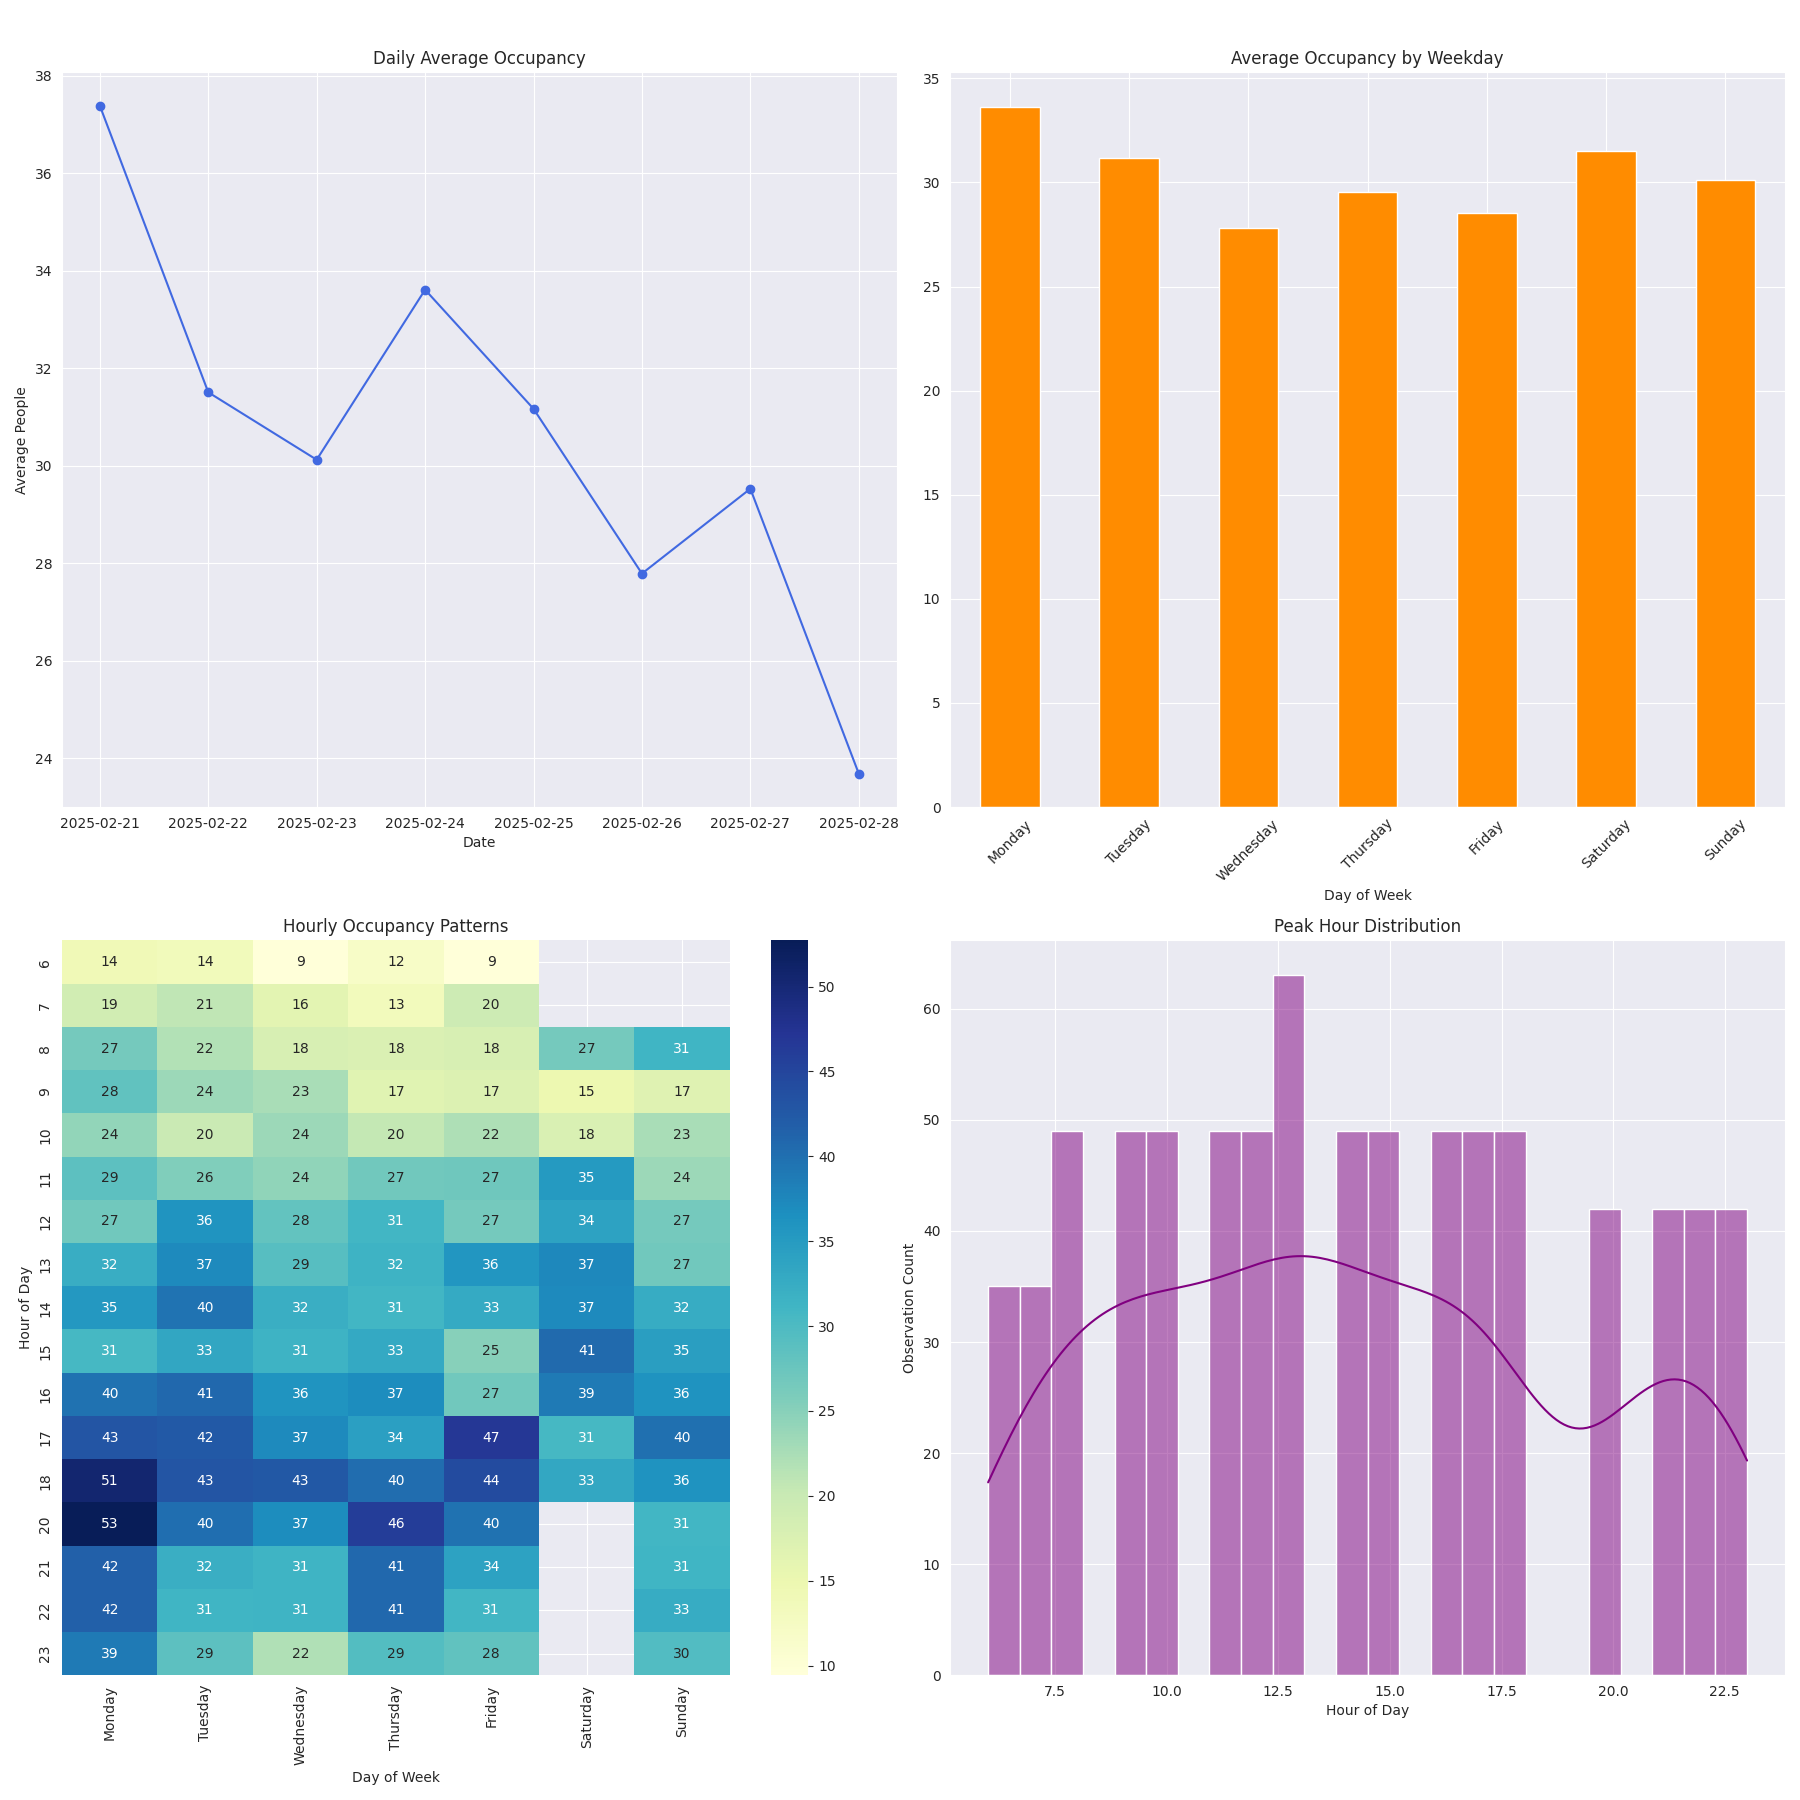 Daily Average Occupancy
38
36
34
32
30
28
26
24
Average People
2025-02-21 2025-02-22 2025-02-23 2025-02-24 2025-02-25 2025-02-26 2025-02-27 2025-02-28
Date
Average Occupancy by Weekday
35
30
25
20
15
10
5
0
Monday Tuesday Wednesday Thursday Friday Saturday Sunday
Day of Week
Hourly Occupancy Patterns
6 14 14 9 12 9
7 19 21 16 13 20
8 27 22 18 18 18 27 31
9 28 24 23 17 17 15 17
10 24 20 24 20 22 18 23
11 29 26 24 27 27 35 24
12 27 36 28 31 27 34 27
13 32 37 29 32 36 37 27
14 35 40 32 31 33 37 32
15 31 33 31 33 25 41 35
16 40 41 36 37 27 39 36
17 43 42 37 34 47 31 40
18 51 43 43 40 44 33 36
20 53 40 37 46 40 31
21 42 32 31 41 34 31
22 42 31 31 41 31 33
23 39 29 22 29 28 30
Hour of Day
Monday Tuesday Wednesday Thursday Friday Saturday Sunday
Day of Week
50
45
40
35
30
25
20
15
10
Peak Hour Distribution
60
50
40
30
20
10
0
Observation Count
7.5 10.0 12.5 15.0 17.5 20.0 22.5
Hour of Day